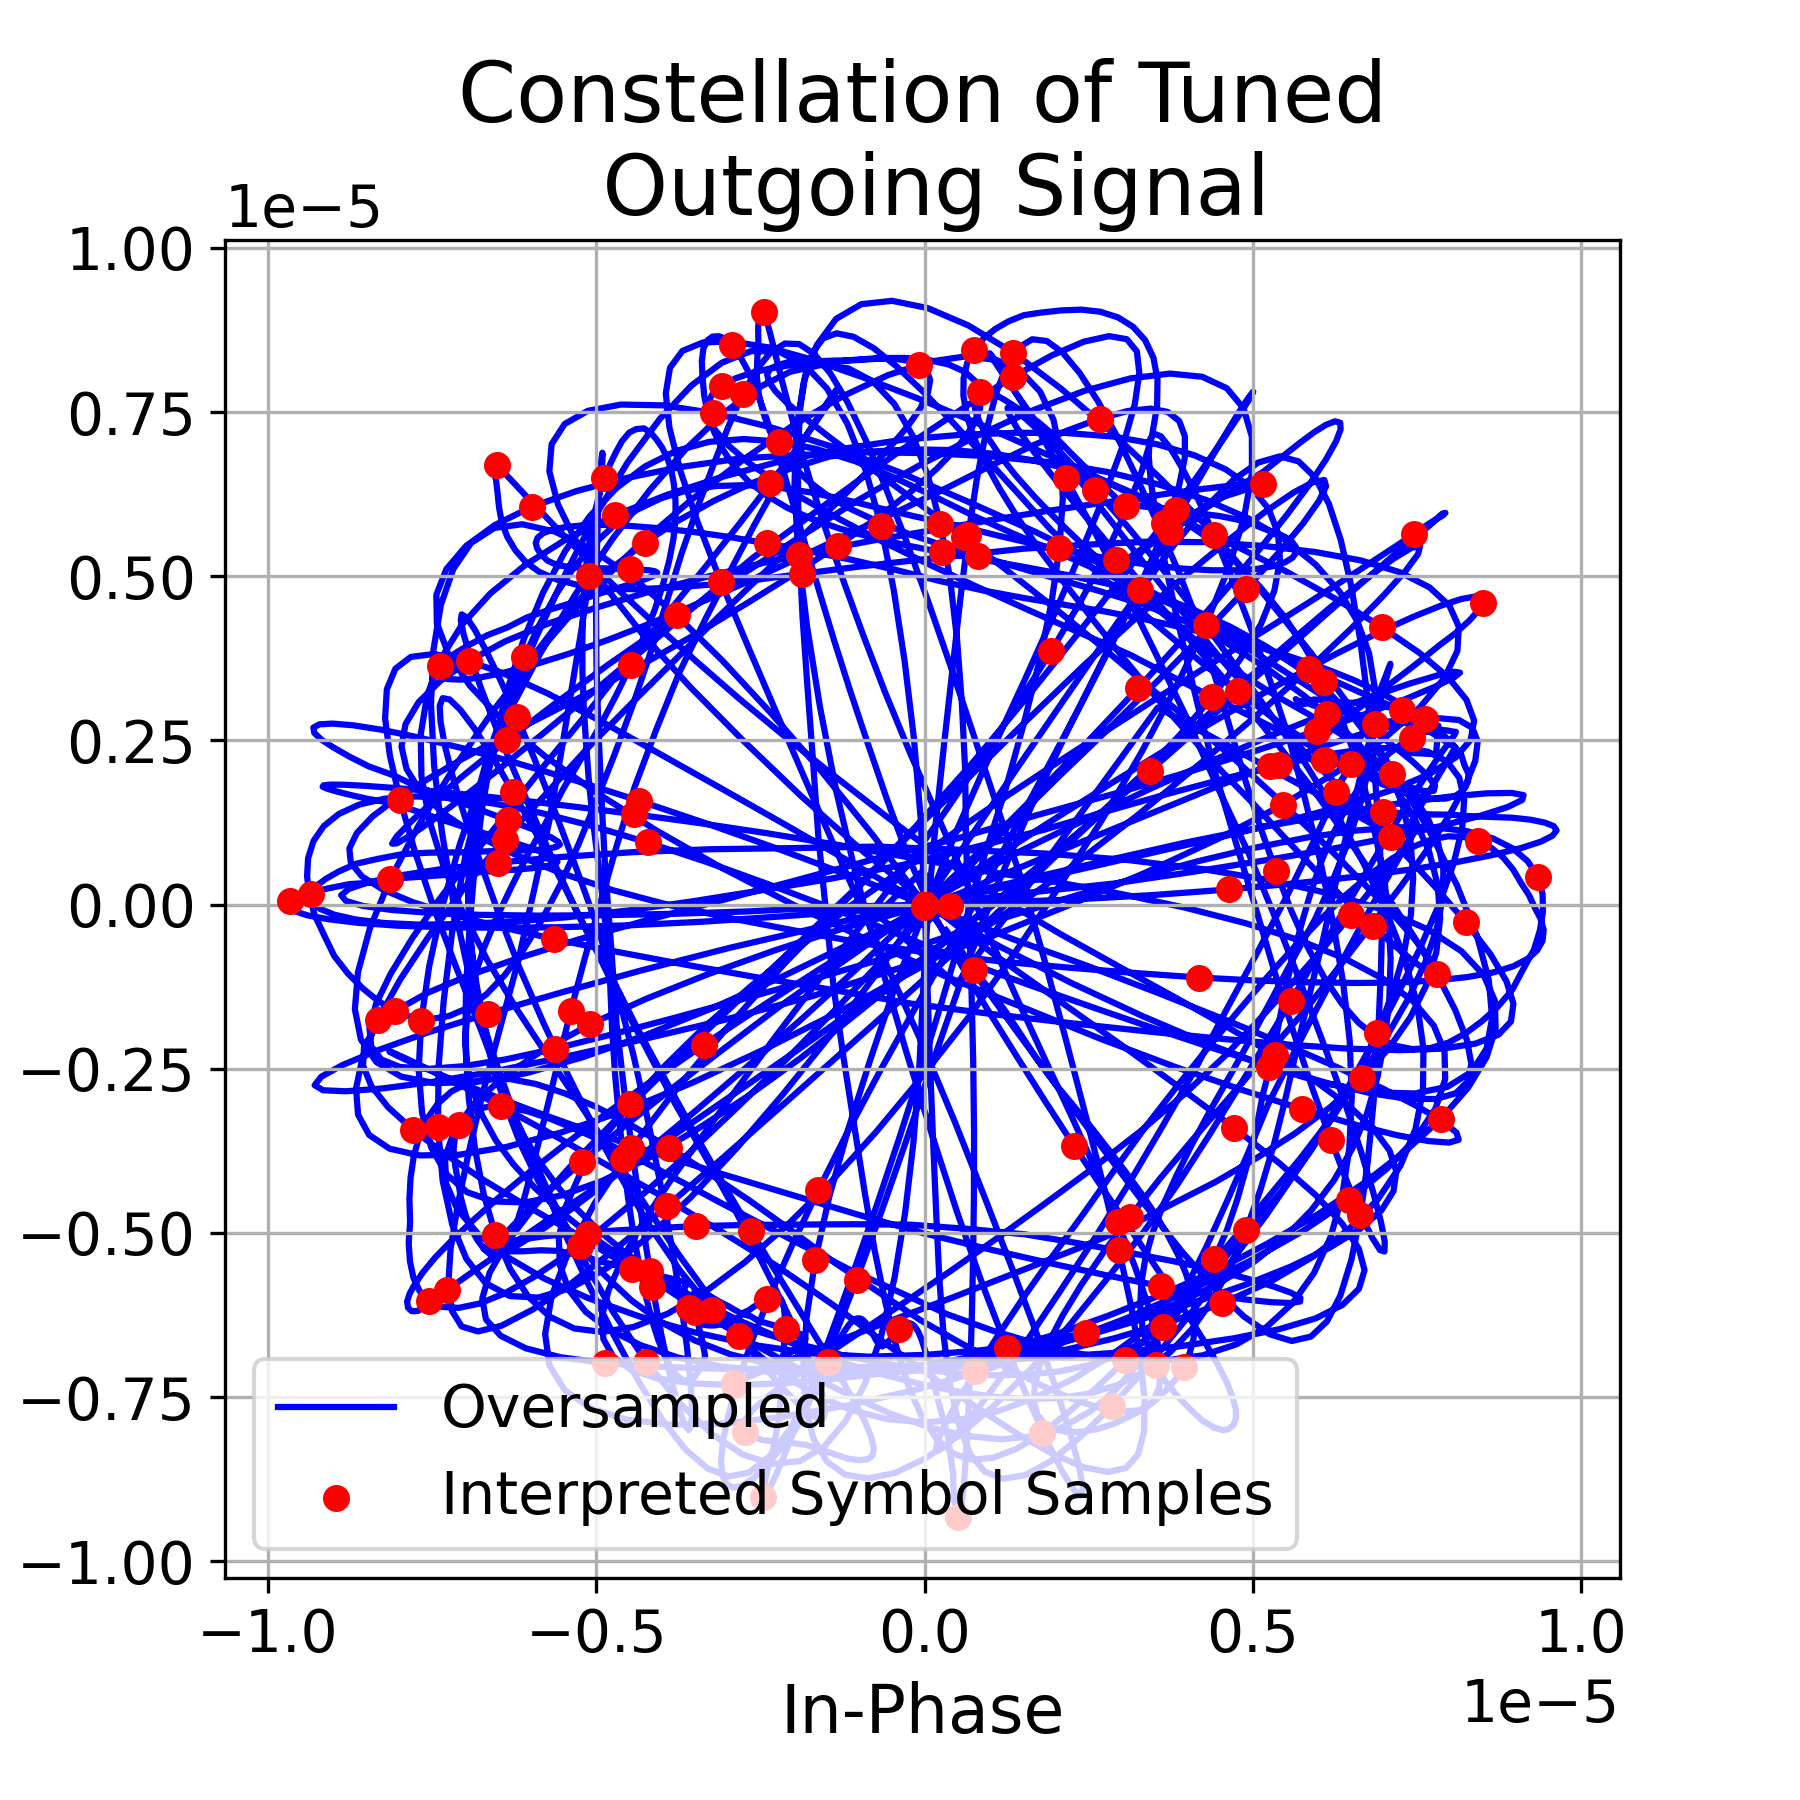 Constellation of Tuned
Outgoing Signal
1e−5
1.00
0.75
0.50
0.25
0.00
−0.25
−0.50
−0.75
−1.00
Oversampled
Interpreted Symbol Samples
−1.0 −0.5 0.0 0.5 1.0
1e−5
In-Phase